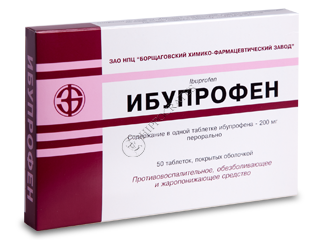 ЗАО НПЦ "БОРЩАГОВСКИЙ ХИМИКО-ФАРМАЦЕВТИЧЕСКИЙ ЗАВОД"
Ibuprofen
ИБУПРОФЕН
Содержание в одной таблетке ибупрофена - 200 мг
перорально
50 таблеток, покрытых оболочкой
Противовоспалительное, обезболивающее
и жаропонижающее средство
ИБУПРОФЕН